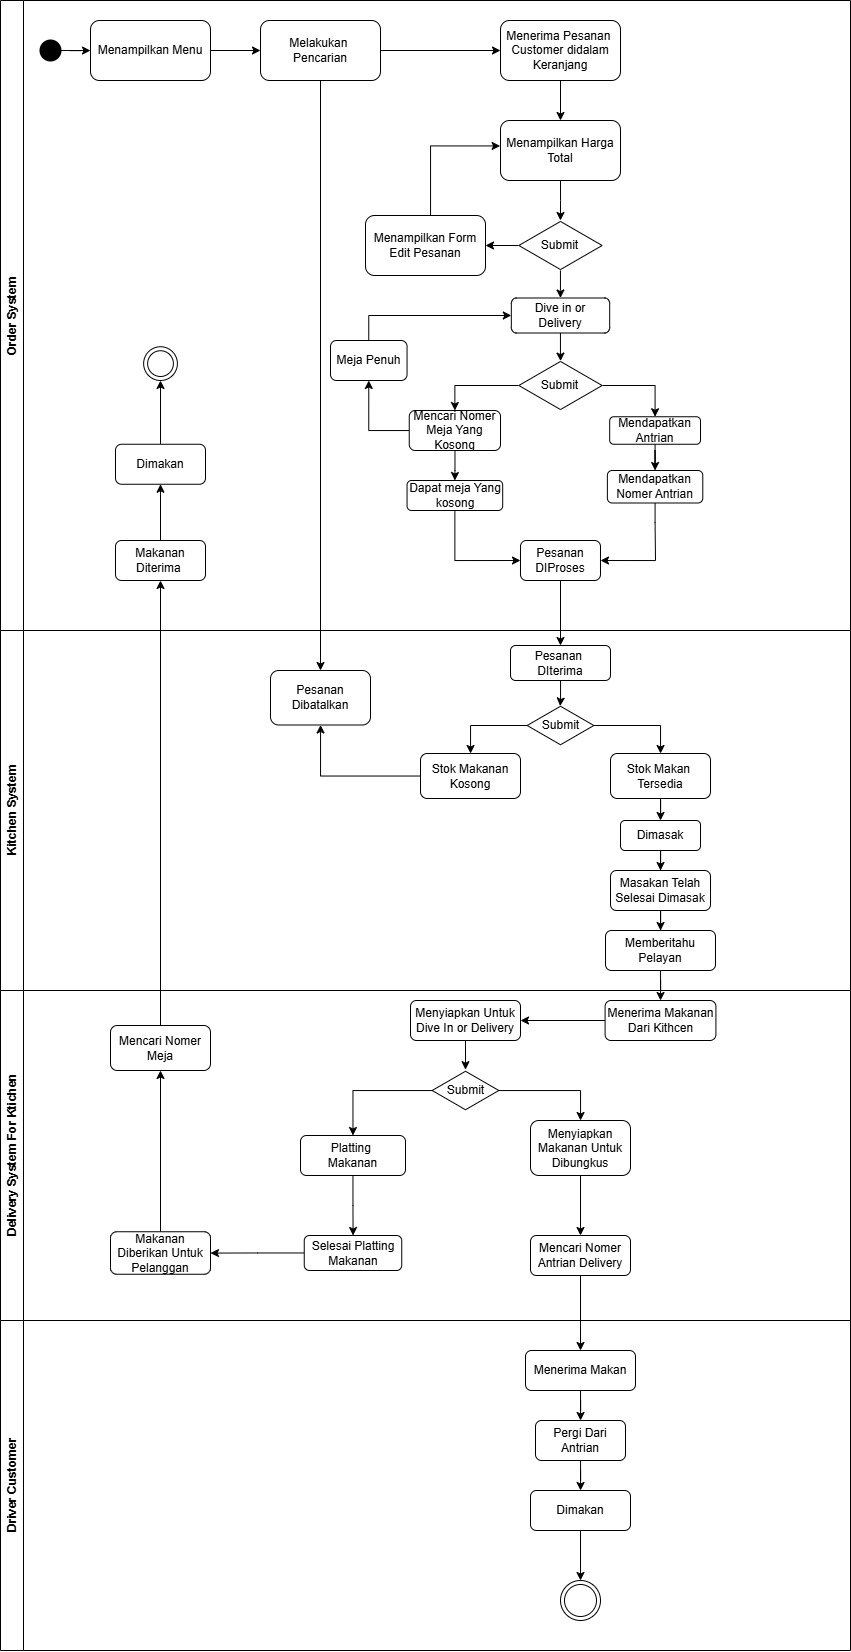 Order System
Menampilkan Menu
Melakukan
Pencarian
Menerima Pesanan
Customer didalam
Keranjang
Menampilkan Harga
Total
Menampilkan Form
Edit Pesanan
Submit
Dive in or
Delivery
Meja Penuh
Submit
Mencari Nomer
Meja Yang
Kosong
Mendapatkan
Antrian
Dimakan
Dapat meja Yang
kosong
Mendapatkan
Nomer Antrian
Makanan
Diterima
Pesanan
DIProses
Kitchen System
Pesanan
DIterima
Pesanan
Dibatalkan
Submit
Stok Makanan
Kosong
Stok Makan
Tersedia
Dimasak
Masakan Telah
Selesai Dimasak
Memberitahu
Pelayan
Delivery System For Ktichen
Menerima Makanan
Dari Kithcen
Menyiapkan Untuk
Dive In or Delivery
Mencari Nomer
Meja
Submit
Platting
Makanan
Menyiapkan
Makanan Untuk
Dibungkus
Makanan
Diberikan Untuk
Pelanggan
Selesai Platting
Makanan
Mencari Nomer
Antrian Delivery
Driver Customer
Menerima Makan
Pergi Dari
Antrian
Dimakan